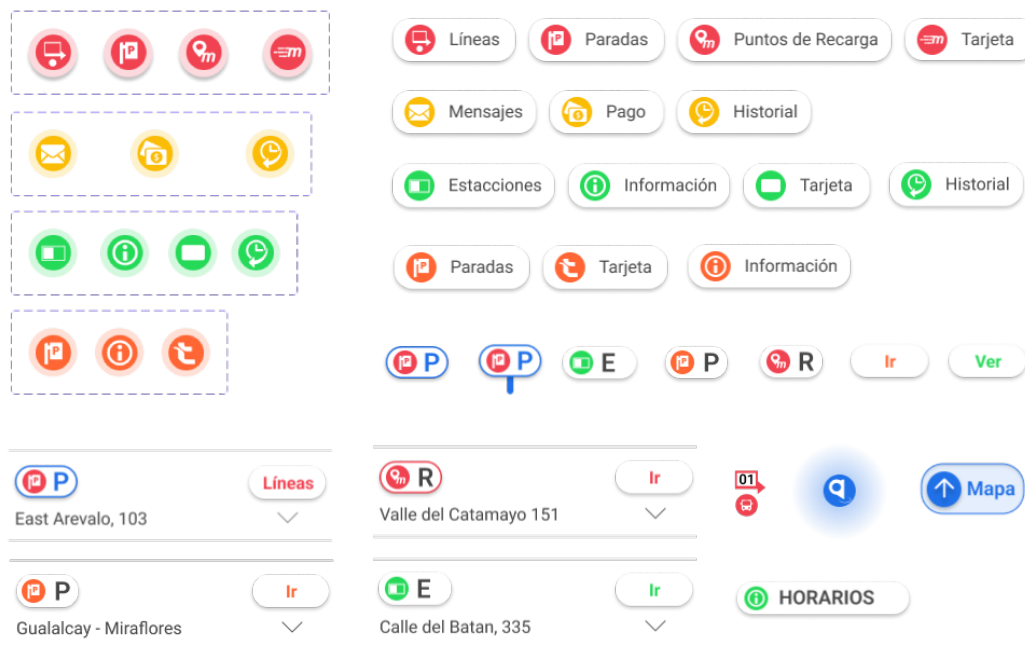 P
m
m
Líneas
P
Paradas
m
Puntos de Recarga
m
Tarjeta
Mensajes
$
Pago
Historial
$
Estacciones
Información
Tarjeta
Historial
P
Paradas
Tarjeta
Información
P
P P
P P
E
P P
m R
Ir
Ver
P P
Líneas
East Arevalo, 103
m R
Ir
Valle del Catamayo 151
01
Mapa
P P
Ir
Gualalcay - Miraflores
E
Ir
Calle del Batan, 335
HORARIOS